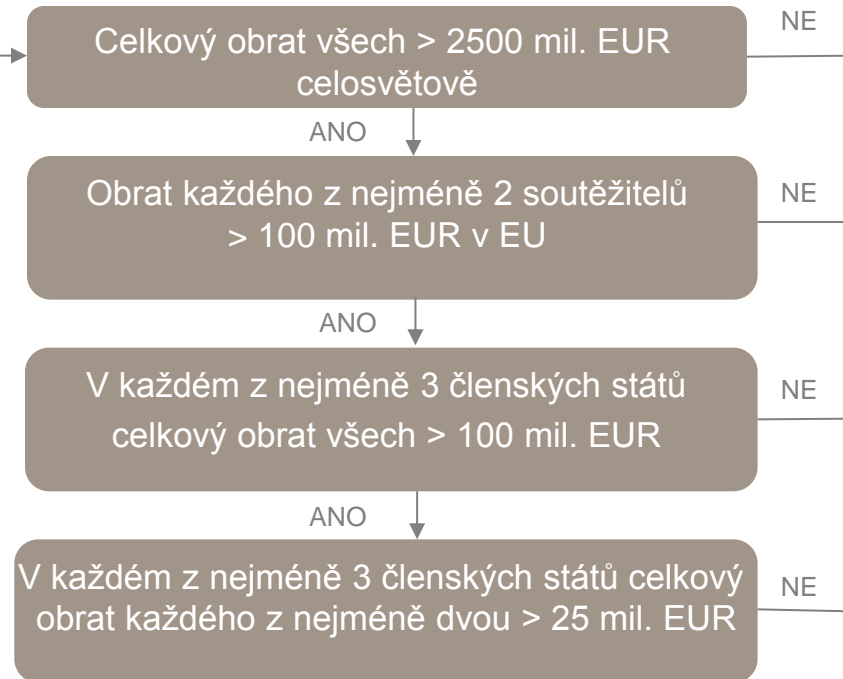 Celkový obrat všech > 2500 mil. EUR
celosvětově
NE
ANO
Obrat každého z nejméně 2 soutěžitelů
> 100 mil. EUR v EU
NE
ANO
V každém z nejméně 3 členských států
celkový obrat všech > 100 mil. EUR
NE
ANO
V každém z nejméně 3 členských států celkový
obrat každého z nejméně dvou > 25 mil. EUR
NE